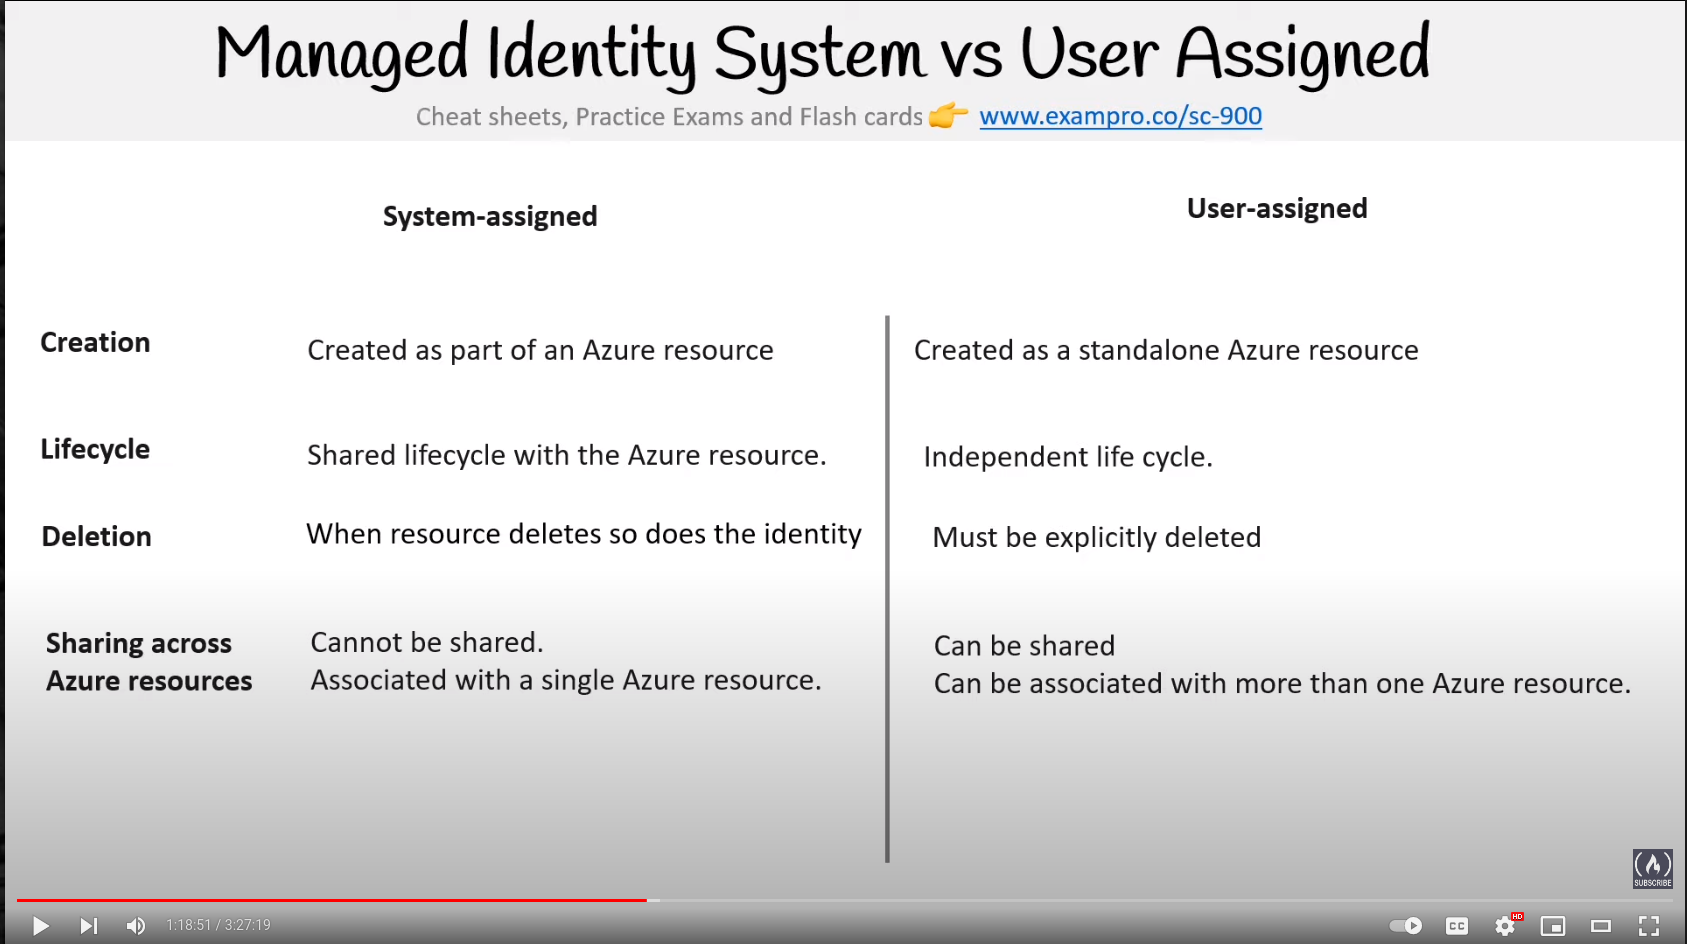 Managed Identity System vs User Assigned
Cheat sheets, Practice Exams and Flash cards 👉 www.exampro.co/sc-900
System-assigned
User-assigned
Creation
Created as part of an Azure resource
Created as a standalone Azure resource
Lifecycle
Shared lifecycle with the Azure resource.
Independent life cycle.
Deletion
When resource deletes so does the identity
Must be explicitly deleted
Sharing across
Azure resources
Cannot be shared.
Associated with a single Azure resource.
Can be shared
Can be associated with more than one Azure resource.
SUBSCRIBE
1:18:51 / 3:27:19
CC
HD